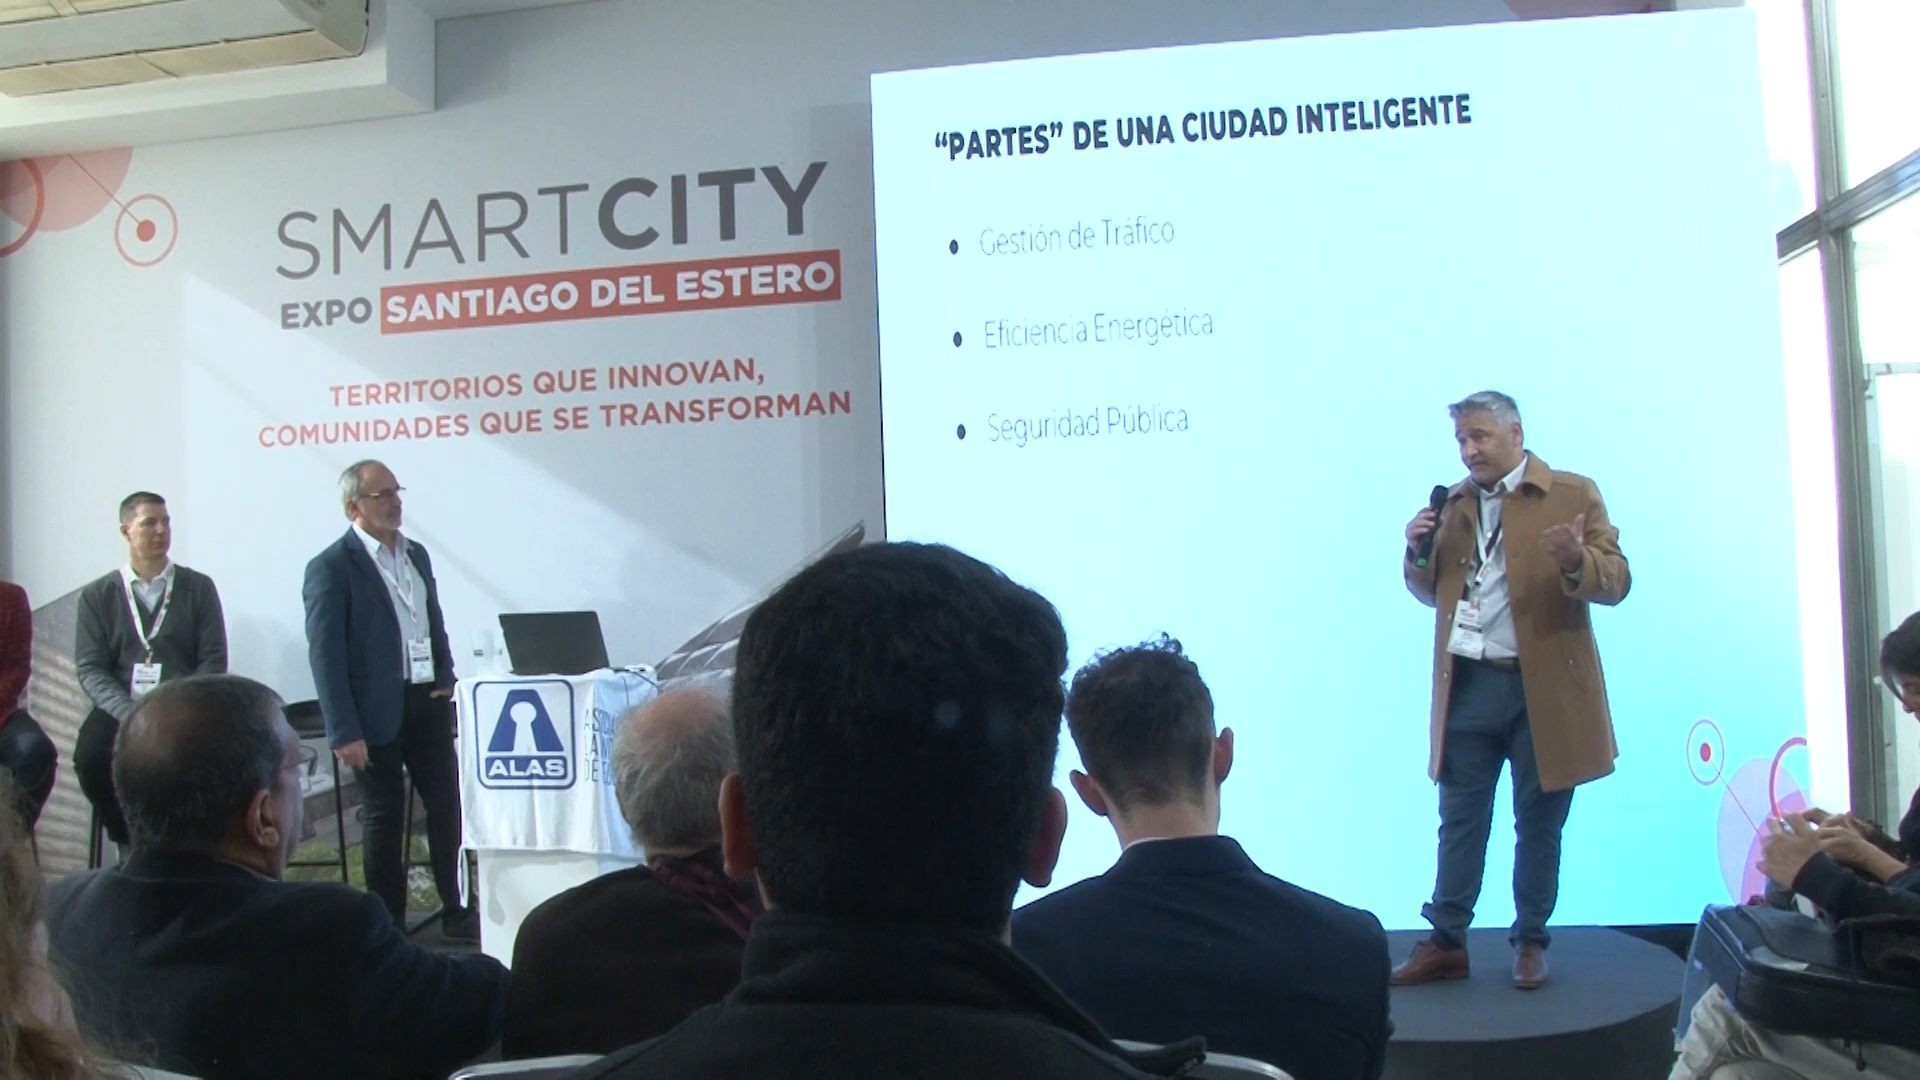 SMARTCITY
EXPO SANTIAGO DEL ESTERO
TERRITORIOS QUE INNOVAN,
COMUNIDADES QUE SE TRANSFORMAN
“PARTES” DE UNA CIUDAD INTELIGENTE
• Gestión de Tráfico
• Eficiencia Energética
• Seguridad Pública
ALAS